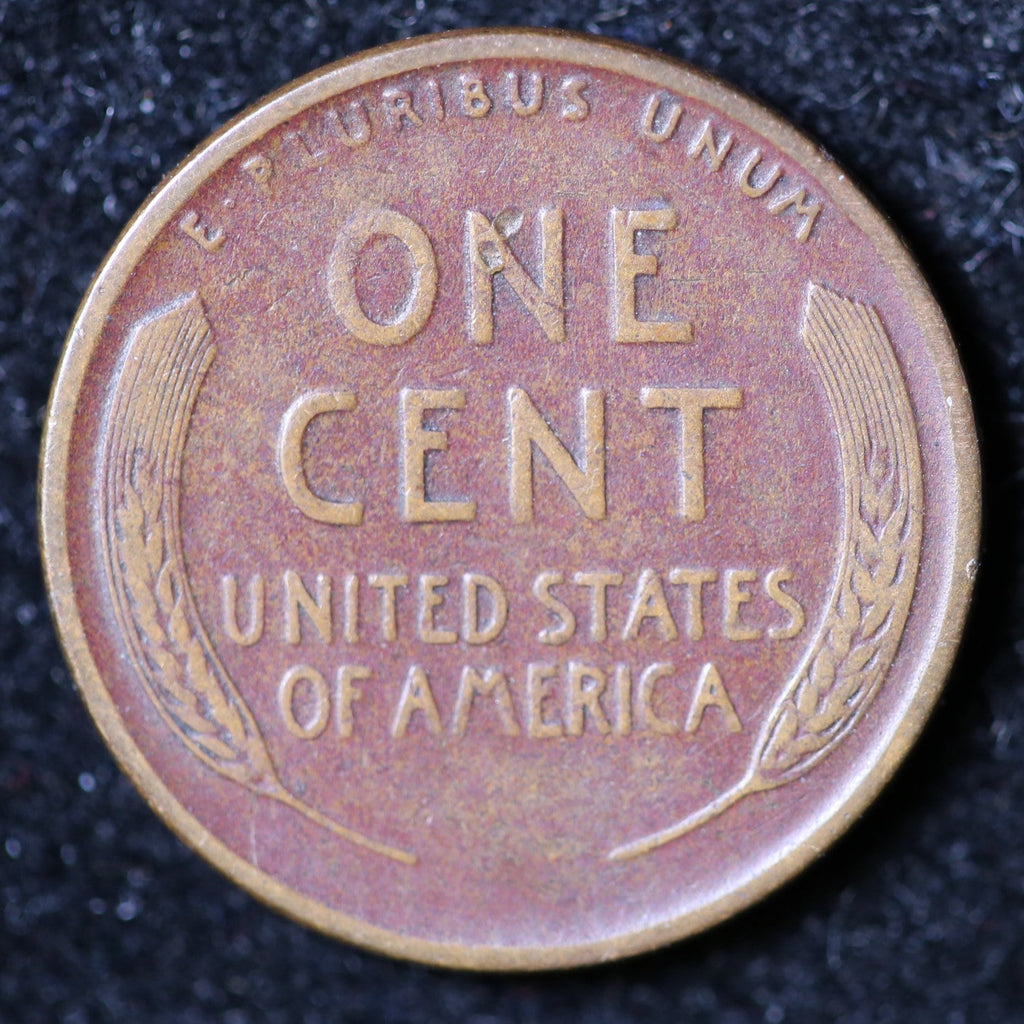 E·PLURIBUS UNUM
ONE
CENT
UNITED STATES
OF AMERICA